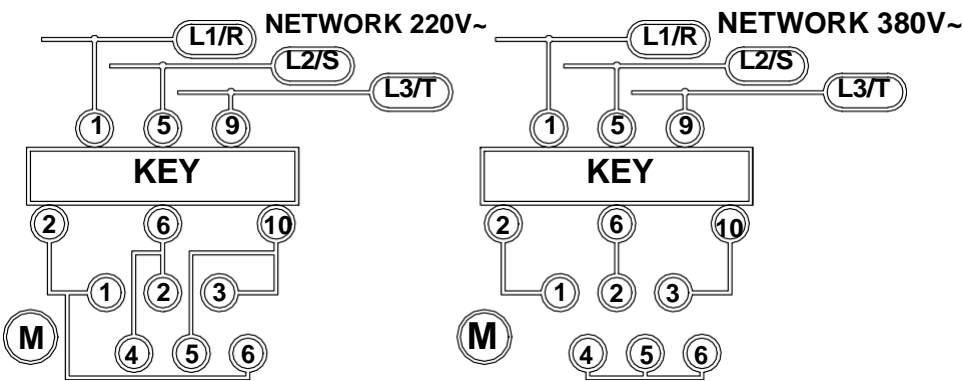 L1/R NETWORK 220V~
L2/S
L3/T
1 5 9
KEY
2 6 10
1 2 3
M
4 5 6
L1/R NETWORK 380V~
L2/S
L3/T
1 5 9
KEY
2 6 10
1 2 3
M
4 5 6